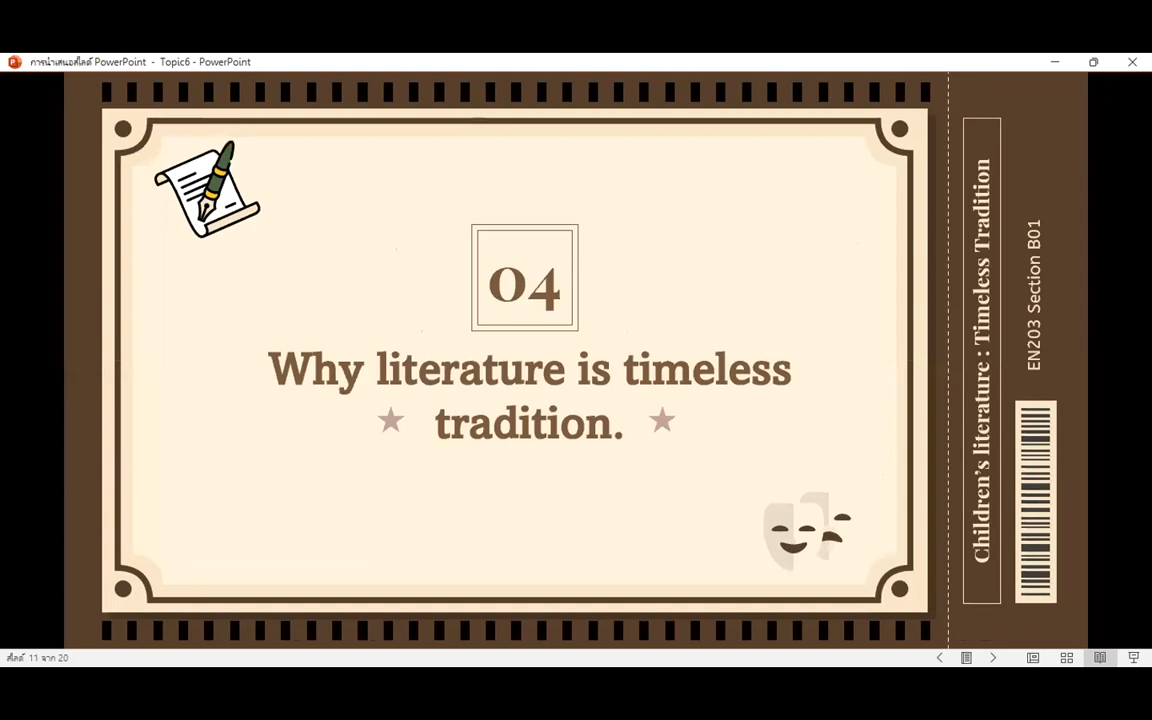 การนำเสนอสไลด์ PowerPoint - Topic6 - PowerPoint
04
Why literature is timeless
tradition.
Children's literature : Timeless Tradition
EN203 Section B01
สไลด์ 11 จาก 20